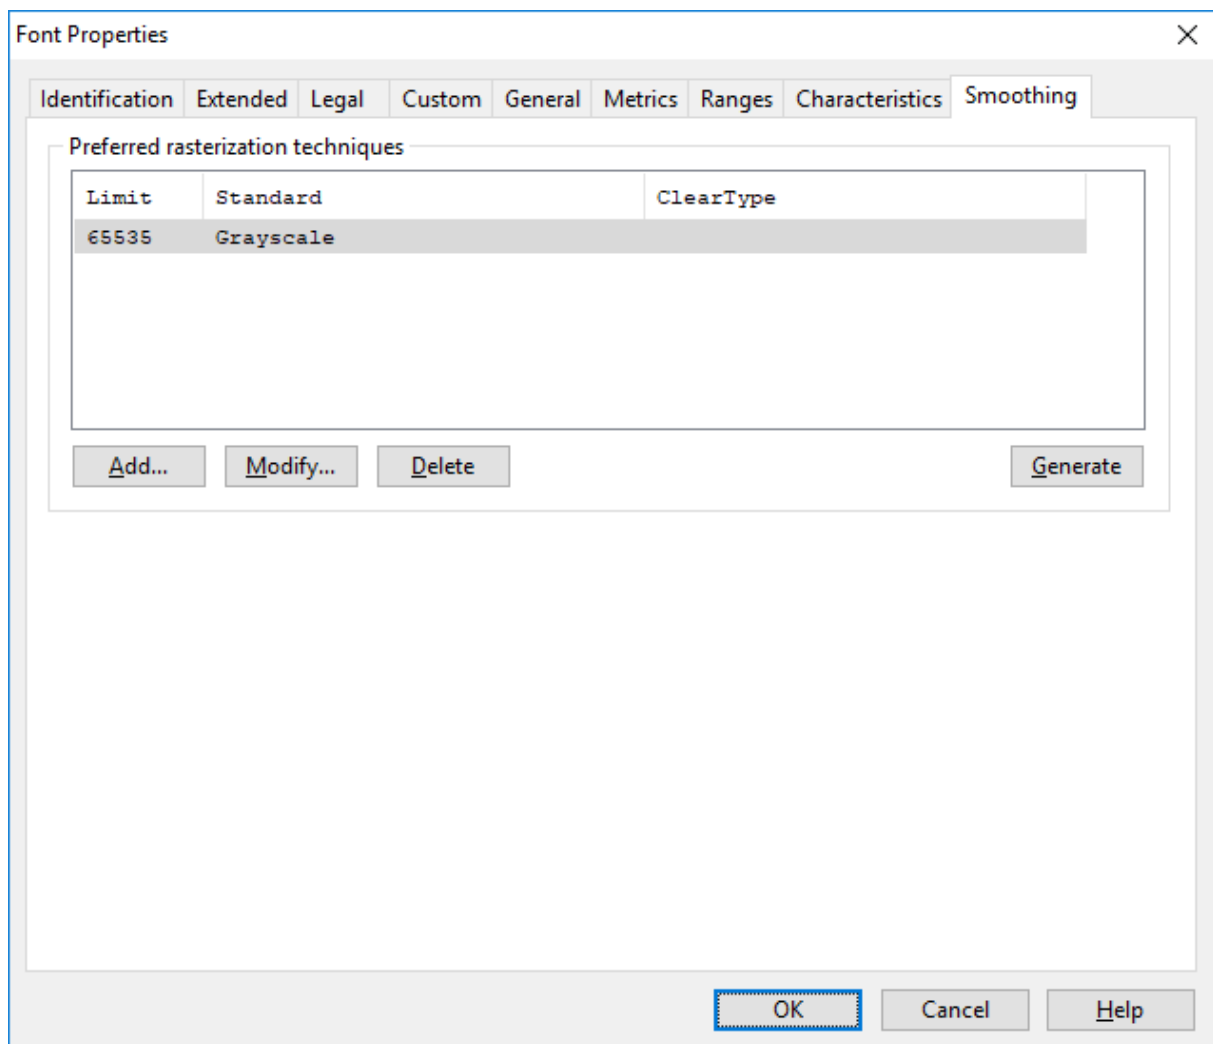 Font Properties
Identification Extended Legal Custom General Metrics Ranges Characteristics Smoothing
Preferred rasterization techniques
Limit Standard ClearType
65535 Grayscale
Add... Modify... Delete Generate
OK Cancel Help